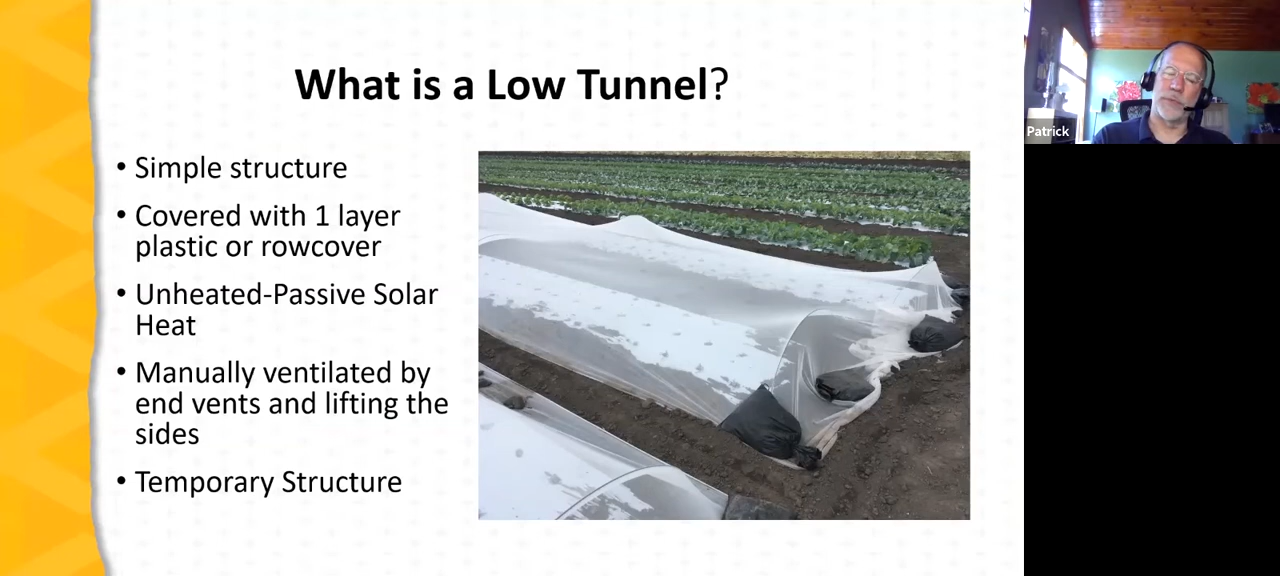 What is a Low Tunnel?
• Simple structure
• Covered with 1 layer
plastic or rowcover
• Unheated-Passive Solar
Heat
• Manually ventilated by
end vents and lifting the
sides
• Temporary Structure
Patrick